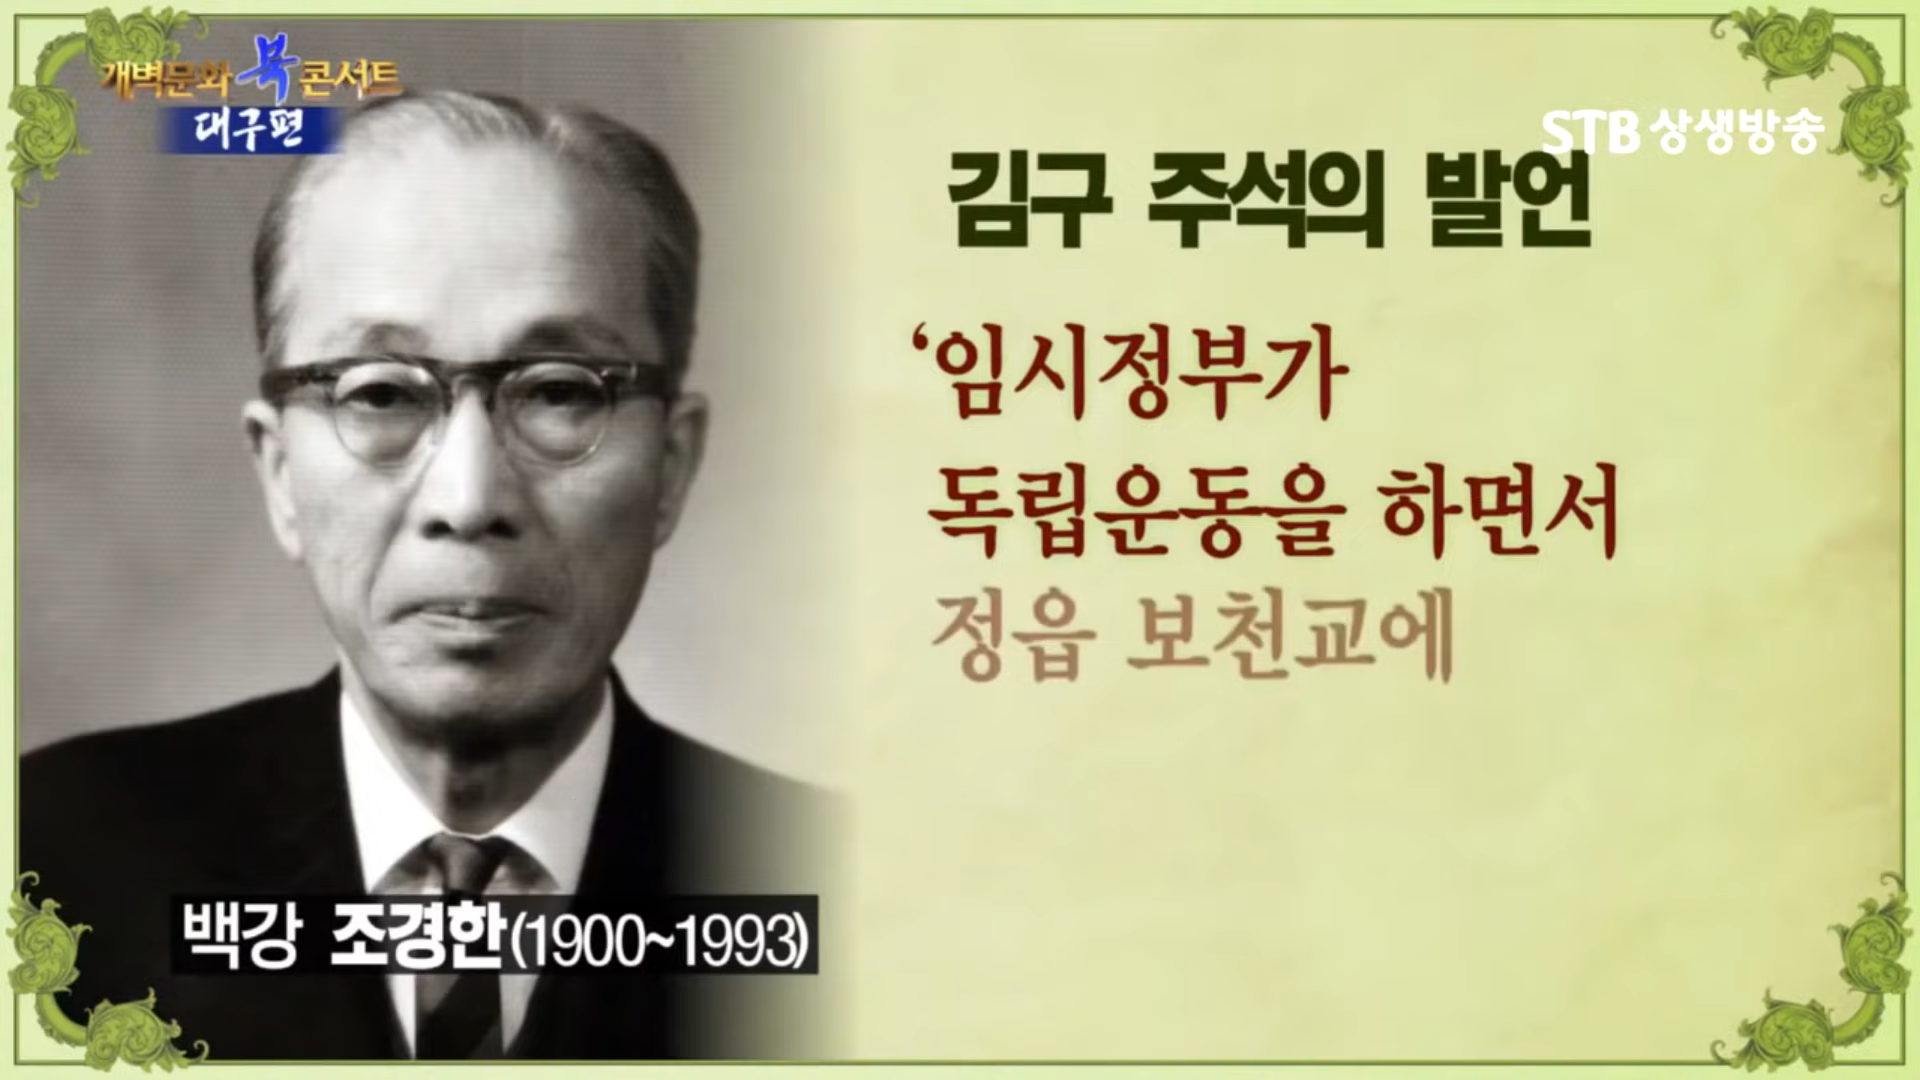 개벽문화 북 콘서트
대구편
STB 상생방송
김구 주석의 발언
‘임시정부가
독립운동을 하면서
정읍 보천교에
백강 조경한(1900~1993)